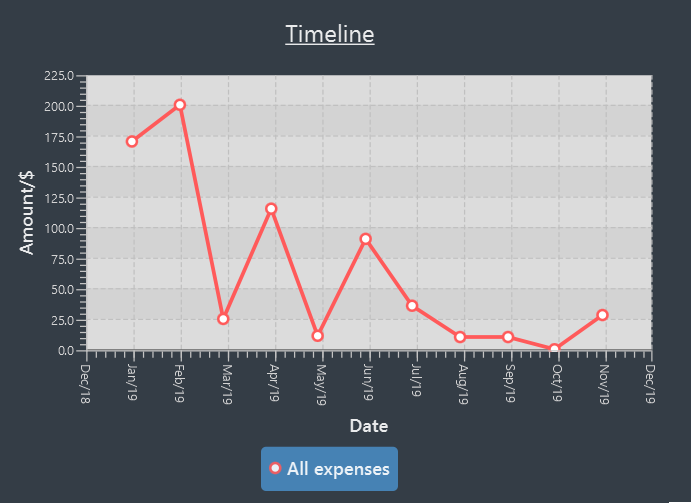 Timeline
225.0
200.0
175.0
150.0
125.0
100.0
75.0
50.0
25.0
0.0
Amount/$
Dec/18
Jan/19
Feb/19
Mar/19
Apr/19
May/19
Jun/19
Jul/19
Aug/19
Sep/19
Oct/19
Nov/19
Dec/19
Date
All expenses